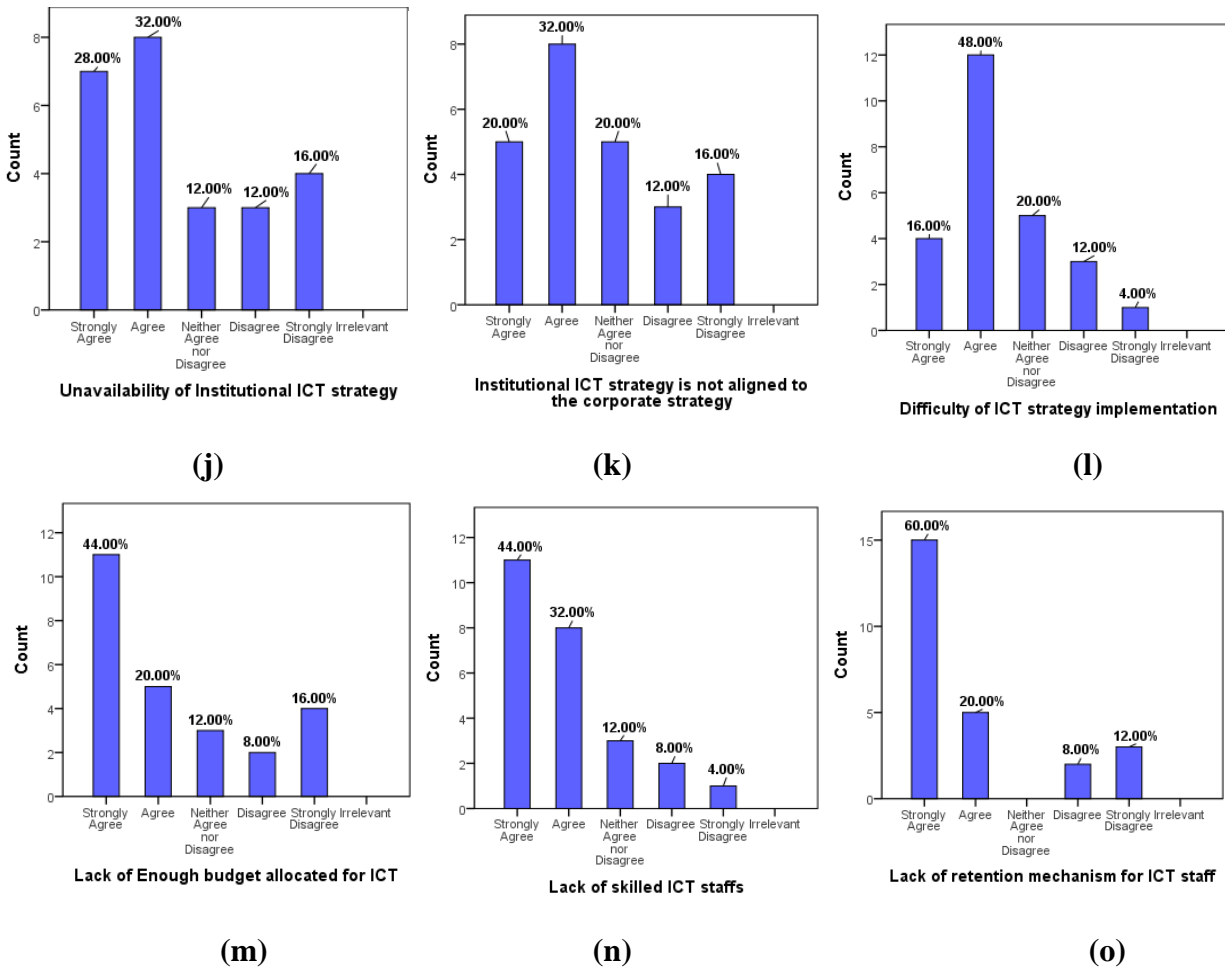 32.00%
8
28.00%
6
Count
16.00%
4
12.00%
12.00%
2
0
Strongly Agree Neither Disagree Strongly Irrelevant
Agree Agree Disagree
nor
Disagree
Unavailability of Institutional ICT strategy
(j)
32.00%
8
6
20.00%
20.00%
Count
16.00%
4
12.00%
2
0
Strongly Agree Neither Disagree Strongly Irrelevant
Agree Agree Disagree
nor
Disagree
Institutional ICT strategy is not aligned to
the corporate strategy
(k)
48.00%
12
10
8
Count
6
20.00%
16.00%
4
12.00%
2
4.00%
0
Strongly Agree Neither Disagree Strongly Irrelevant
Agree Agree Disagree
nor
Disagree
Difficulty of ICT strategy implementation
(l)
12
44.00%
10
8
Count
6
20.00%
4
16.00%
12.00%
2
8.00%
0
Strongly Agree Neither Disagree Strongly Irrelevant
Agree Agree Disagree
nor
Disagree
Lack of Enough budget allocated for ICT
(m)
12
44.00%
10
32.00%
8
Count
6
4
12.00%
2
8.00%
4.00%
0
Strongly Agree Neither Disagree Strongly Irrelevant
Agree Agree Disagree
nor
Disagree
Lack of skilled ICT staffs
(n)
60.00%
15
10
Count
20.00%
5
12.00%
8.00%
0
Strongly Agree Neither Disagree Strongly Irrelevant
Agree Agree Disagree
nor
Disagree
Lack of retention mechanism for ICT staff
(o)